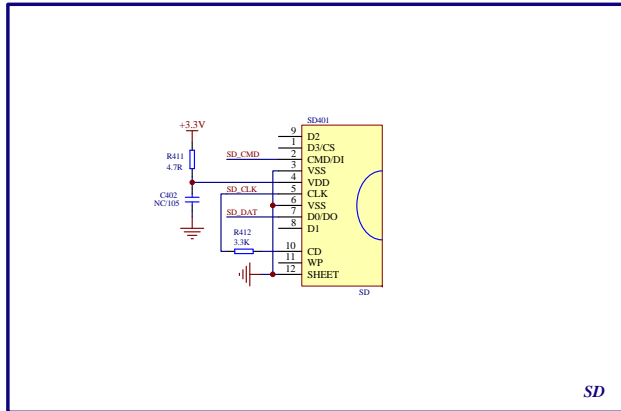 SD401
+3.3V
9 D2
1 D3/CS
R411 SD_CMD 2 CMD/DI
4.7R 3 VSS
4 VDD
C402 SD_CLK 5 CLK
NC/105 6 VSS
SD_DAT 7 D0/DO
8 D1
R412
3.3K 10 CD
11 WP
12 SHEET
SD
SD